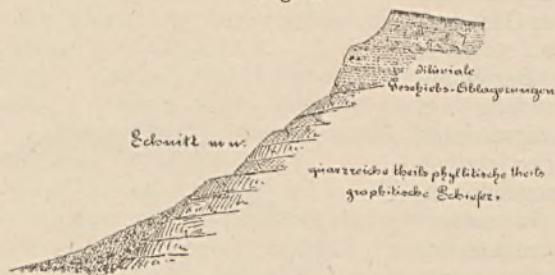 diluviale
Geschiebs-Ablagerungen
Schnitt m n.
quarzreiche theils phyllitische theils
graphitische Schiefer.